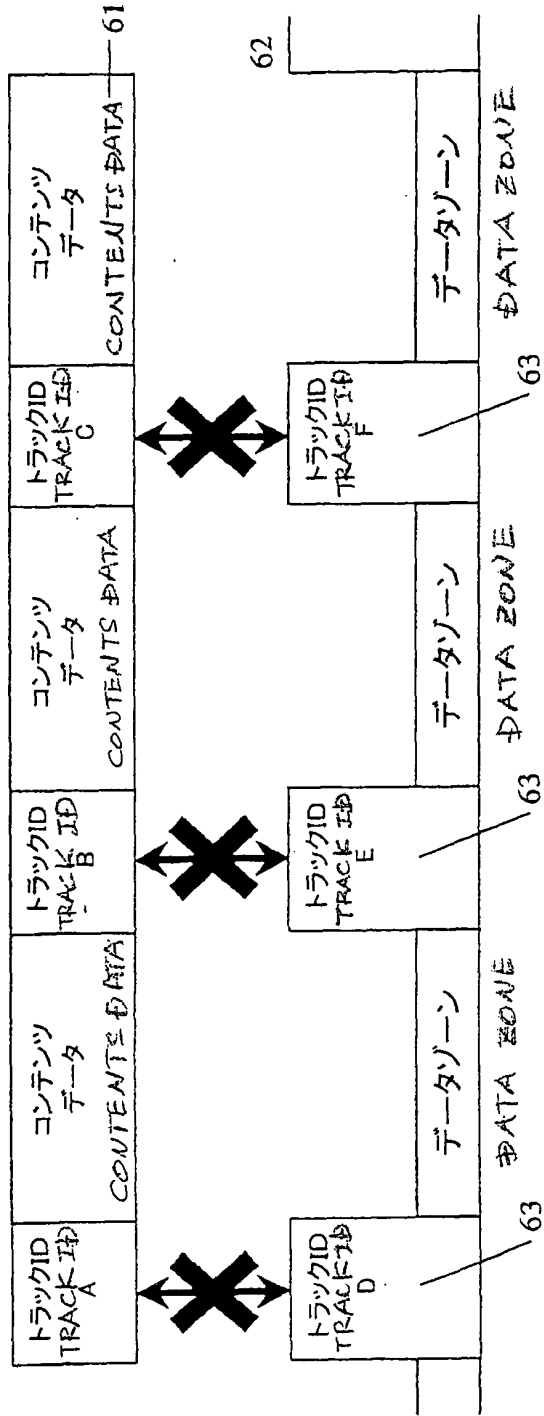 トラックID
TRACK ID
A
コンテンツ
データ
CONTENTS DATA
トラックID
TRACK ID
B
コンテンツ
データ
CONTENTS DATA
トラックID
TRACK ID
C
コンテンツ
データ
CONTENTS DATA
61
62
トラックID
TRACK ID
D
データゾーン
DATA ZONE
トラックID
TRACK ID
E
データゾーン
DATA ZONE
トラックID
TRACK ID
F
データゾーン
DATA ZONE
63
63
63